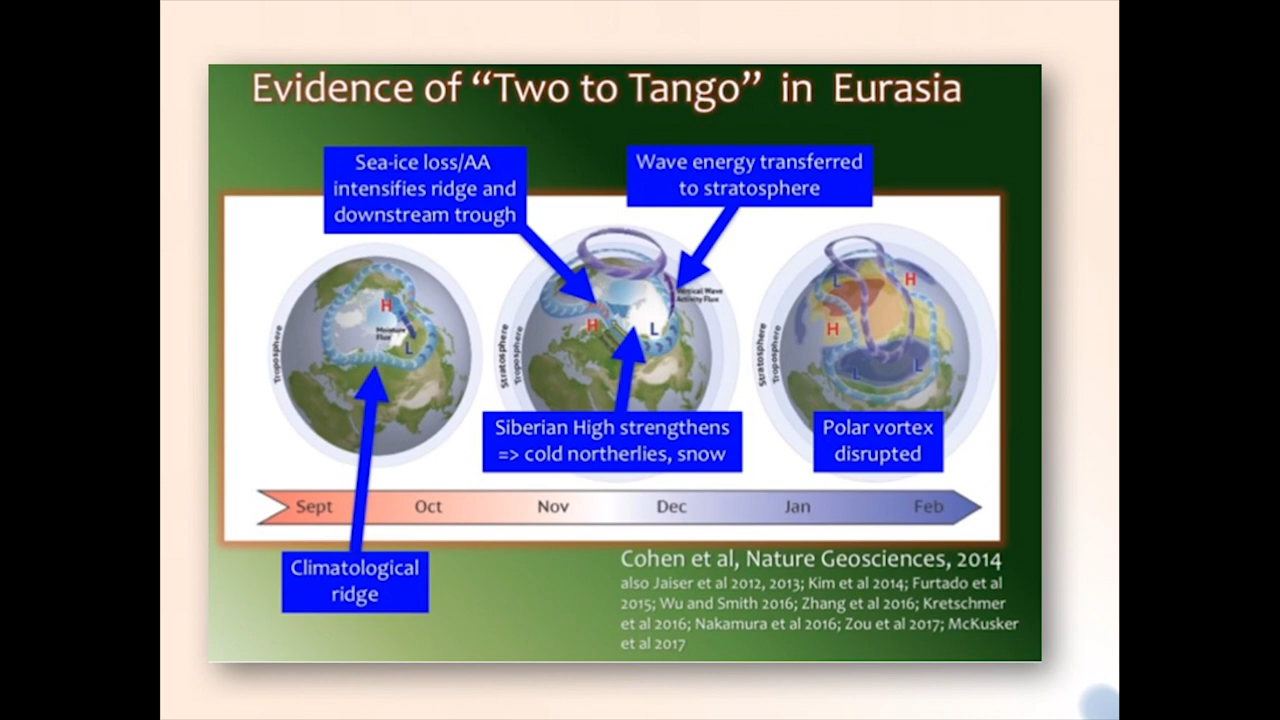 Evidence of “Two to Tango” in Eurasia
Sea-ice loss/AA
intensifies ridge and
downstream trough
Wave energy transferred
to stratosphere
Troposphere
H
Moisture
Flux
L
Stratosphere
Troposphere
H
L
Vertical Wave
Activity Flux
Stratosphere
Troposphere
L
H
H
L
L
Siberian High strengthens
=> cold northerlies, snow
Polar vortex
disrupted
Sept Oct Nov Dec Jan Feb
Climatological
ridge
Cohen et al, Nature Geosciences, 2014
also Jaiser et al 2012, 2013; Kim et al 2014; Furtado et al
2015; Wu and Smith 2016; Zhang et al 2016; Kretschmer
et al 2016; Nakamura et al 2016; Zou et al 2017; McKusker
et al 2017